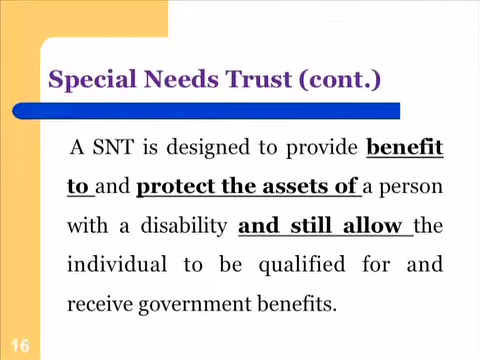 Special Needs Trust (cont.)
A SNT is designed to provide benefit
to and protect the assets of a person
with a disability and still allow the
individual to be qualified for and
receive government benefits.
16